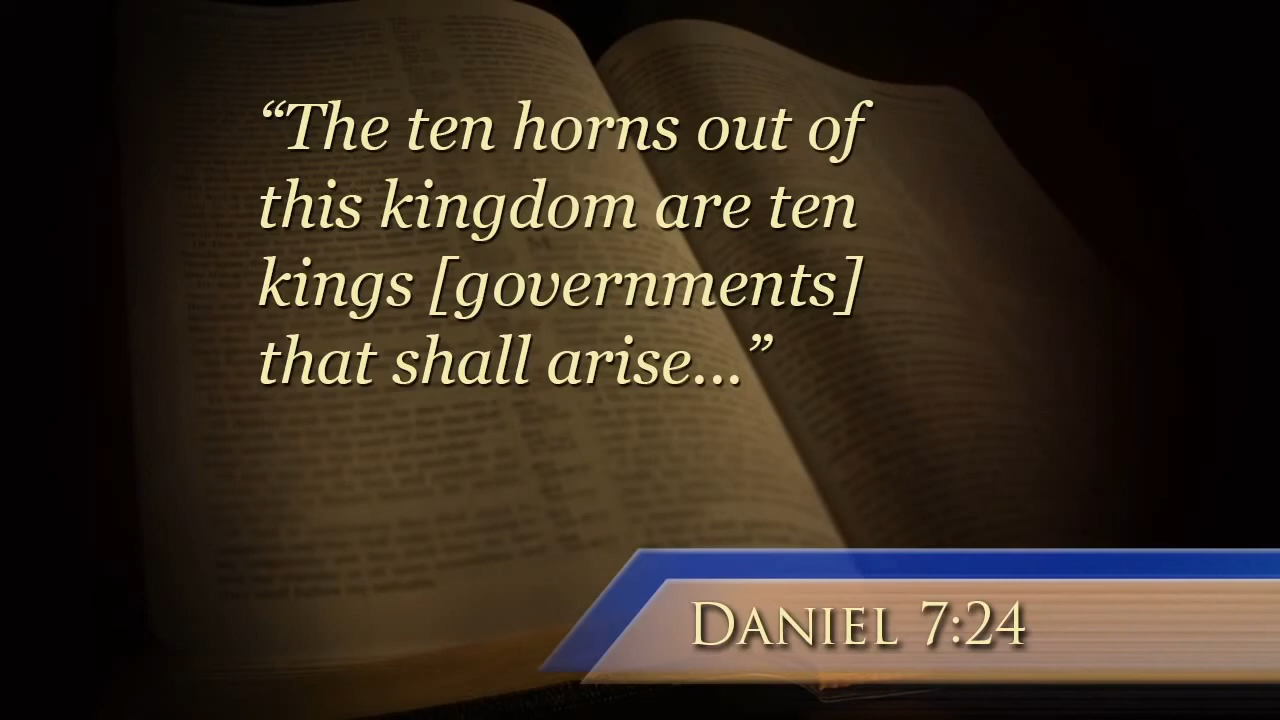 “The ten horns out of
this kingdom are ten
kings [governments]
that shall arise...”
DANIEL 7:24